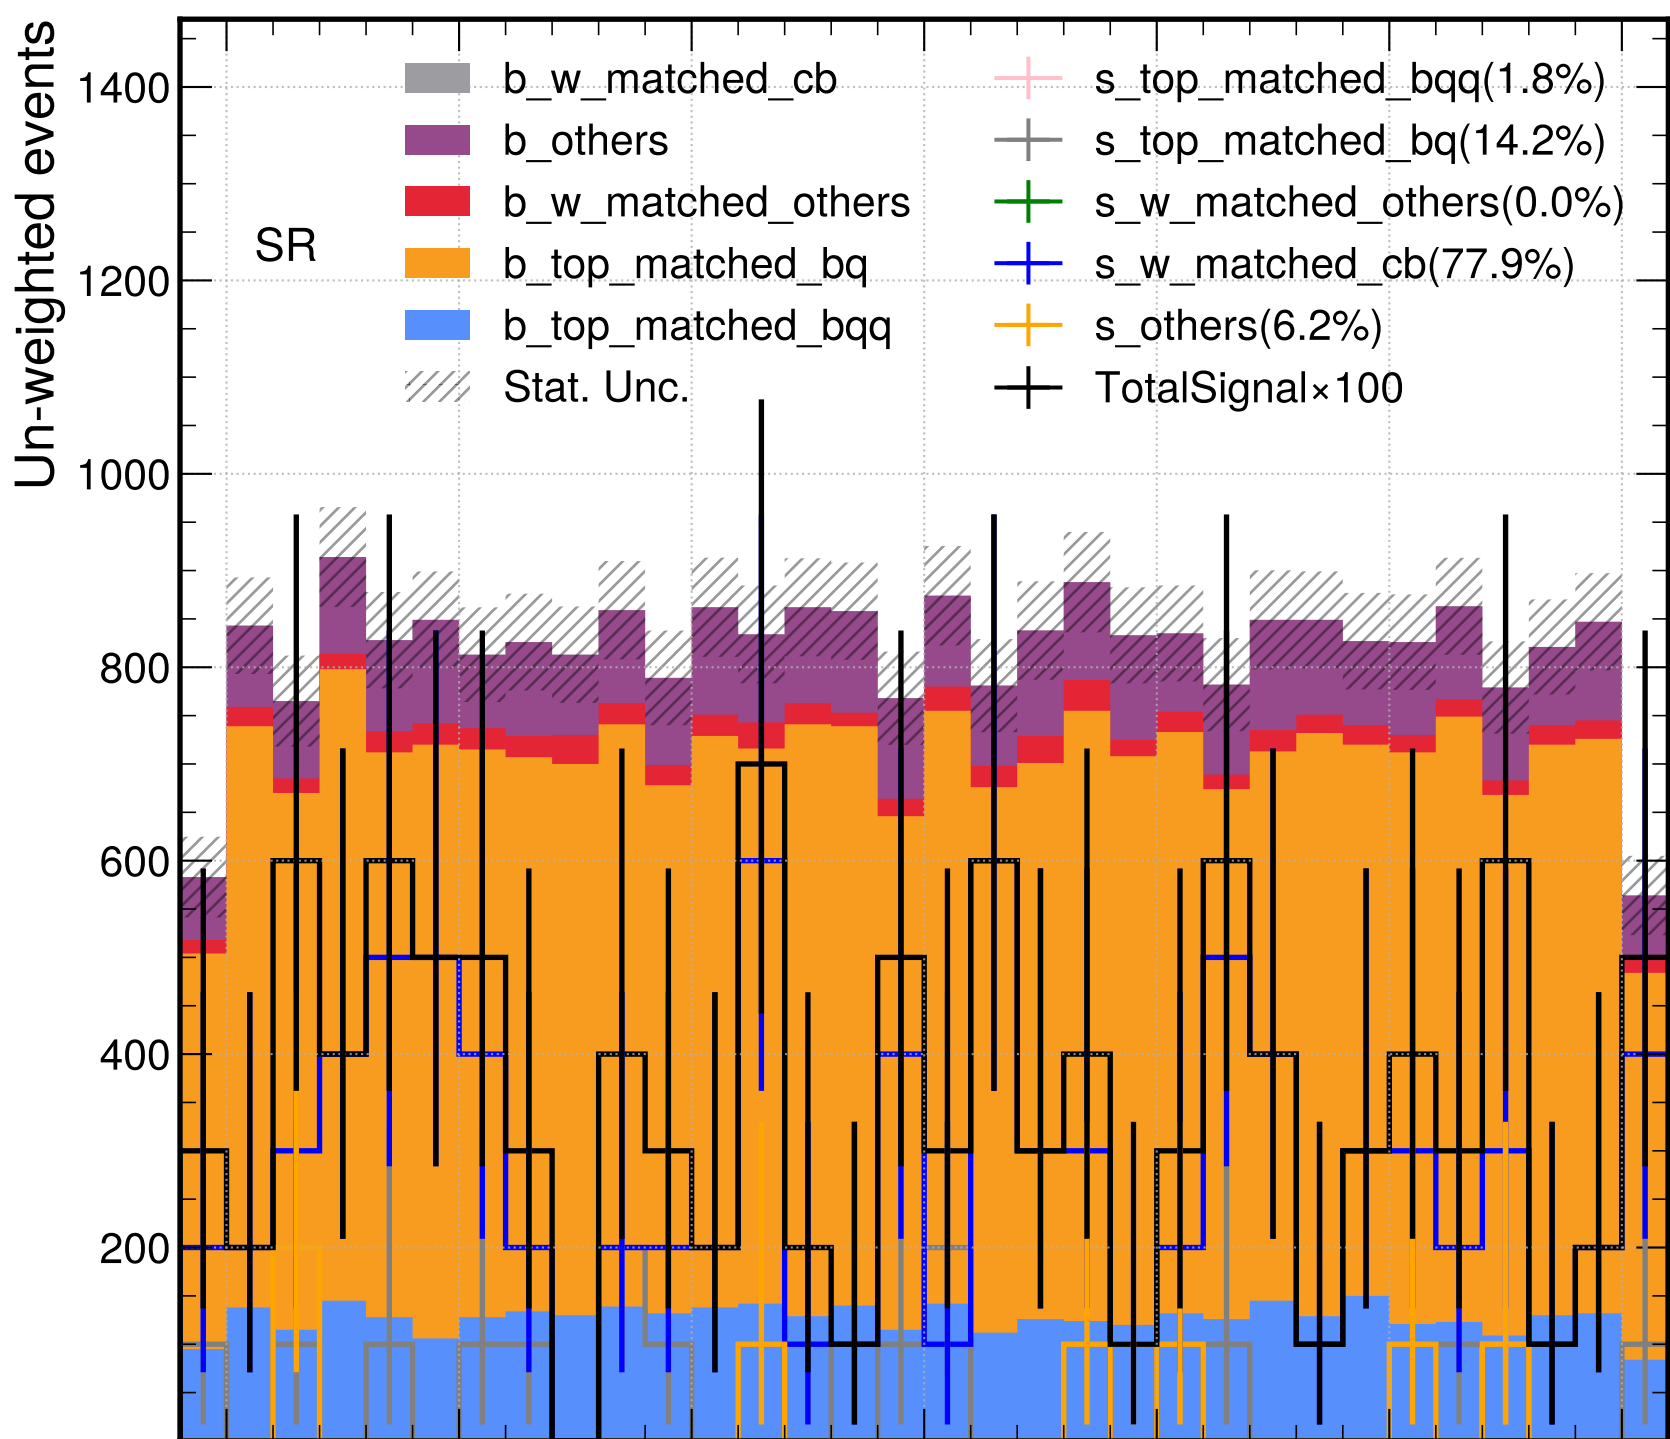 Un-weighted events
1400
1200
1000
800
600
400
200
SR
b_w_matched_cb
b_others
b_w_matched_others
b_top_matched_bq
b_top_matched_bqq
Stat. Unc.
s_top_matched_bqq(1.8%)
s_top_matched_bq(14.2%)
s_w_matched_others(0.0%)
s_w_matched_cb(77.9%)
s_others(6.2%)
TotalSignal×100